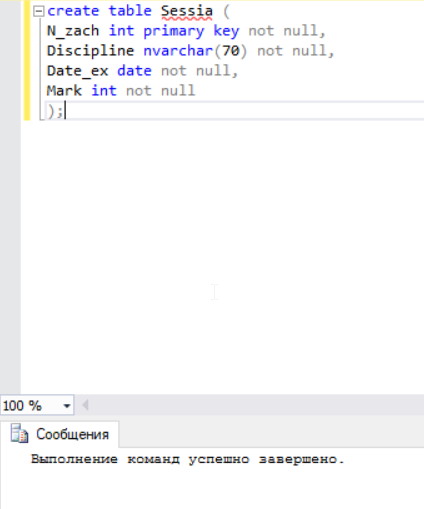 create table Sessia (
N_zach int primary key not null,
Discipline nvarchar(70) not null,
Date_ex date not null,
Mark int not null
);
100 %
Сообщения
Выполнение команд успешно завершено.